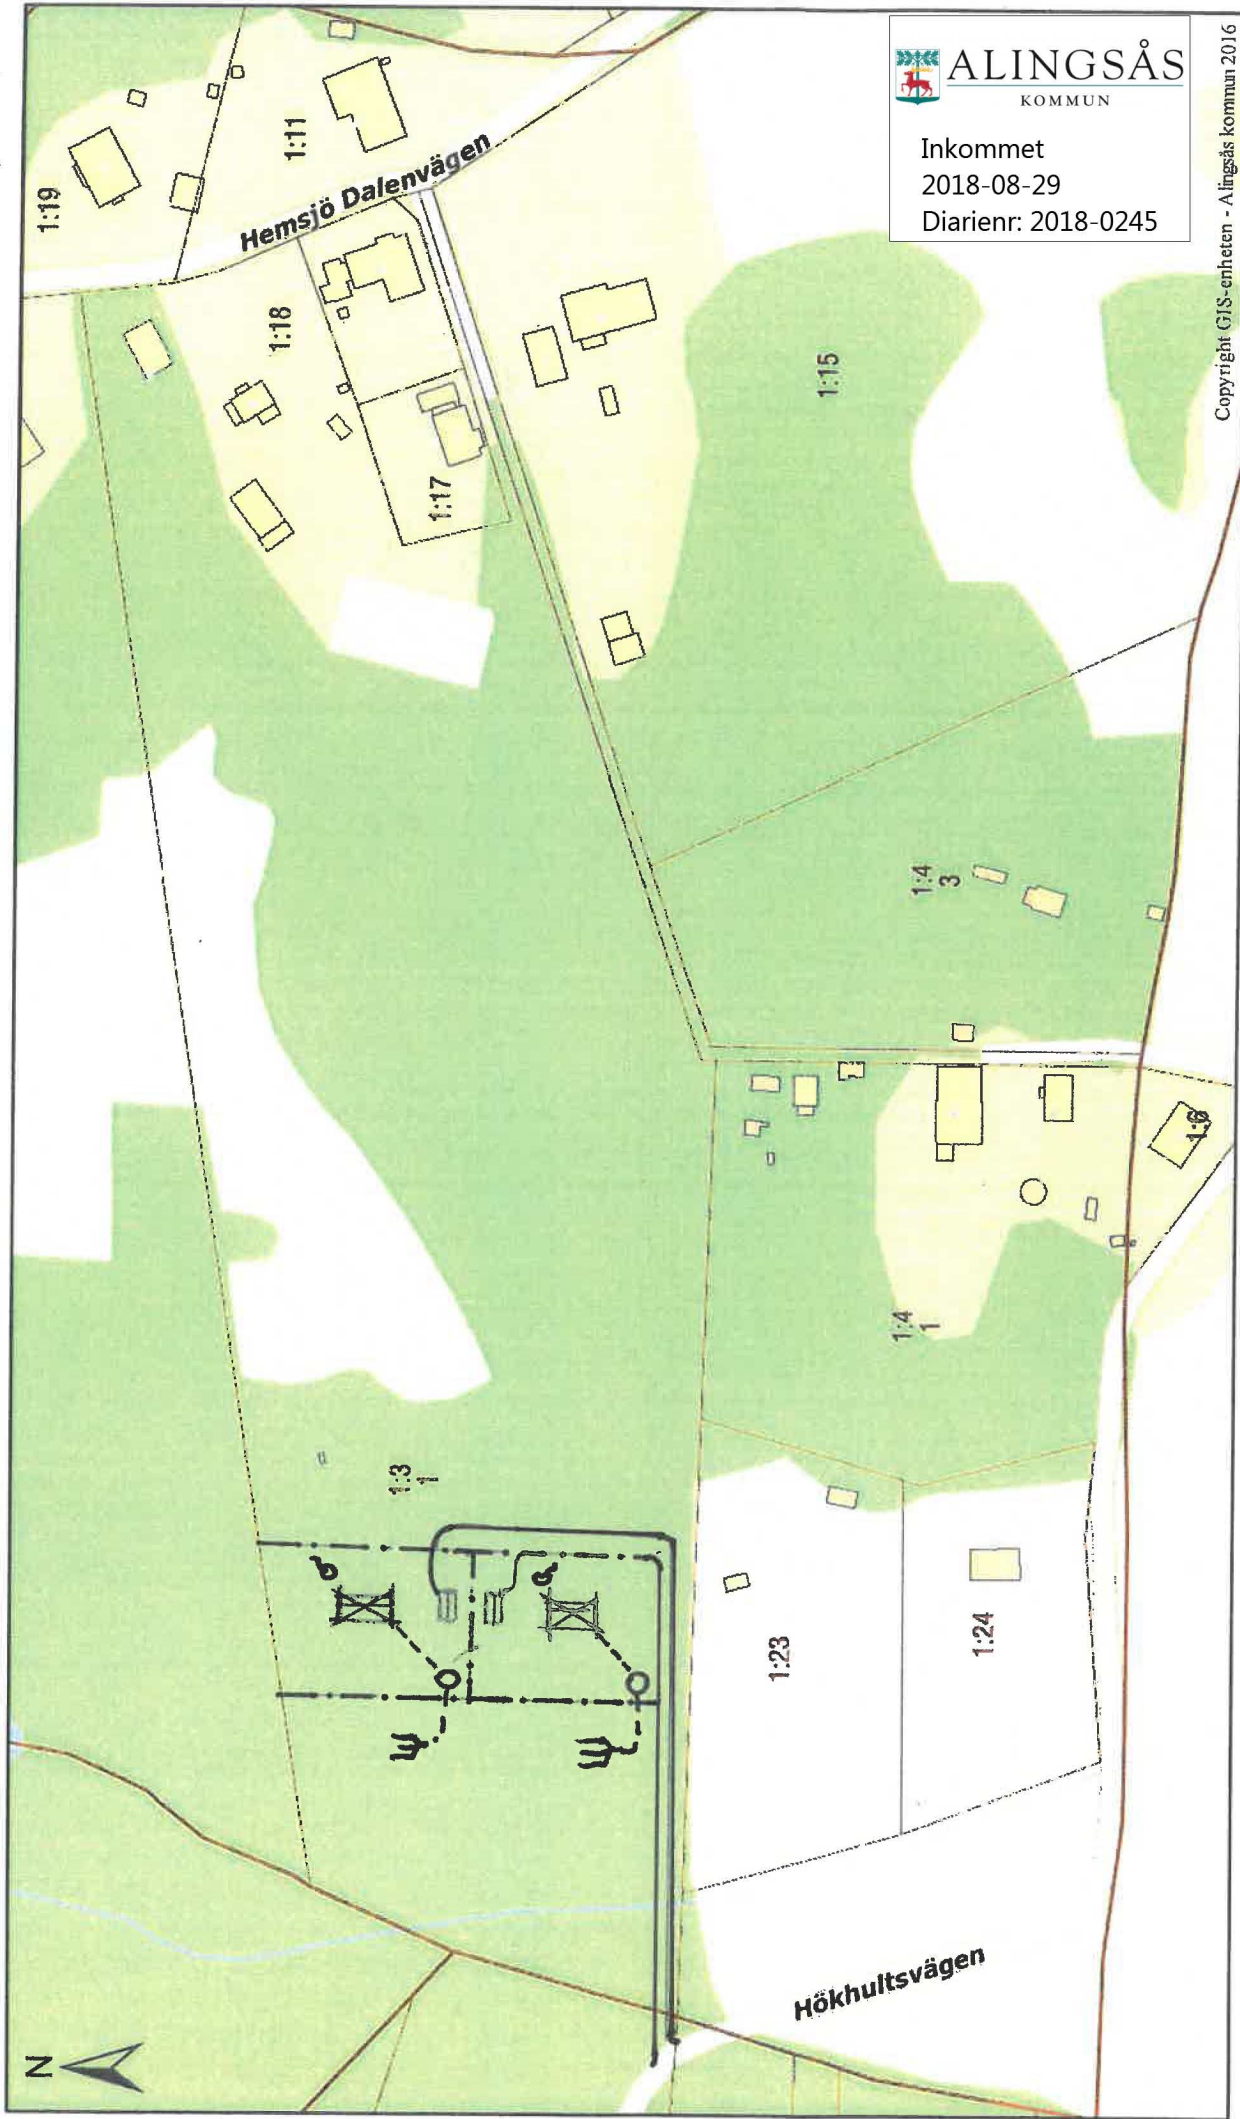 ALINGSÅS
KOMMUN
Inkommet
2018-08-29
Diarienr: 2018-0245
Copyright GIS-enheten - Alingsås kommun 2016
1:19
1:11
Hemsjö Dalenvägen
1:18
1:17
1:15
1:4
3
1:6
1:4
1
1:3
1
1:23
1:24
Hökhultsvägen
N